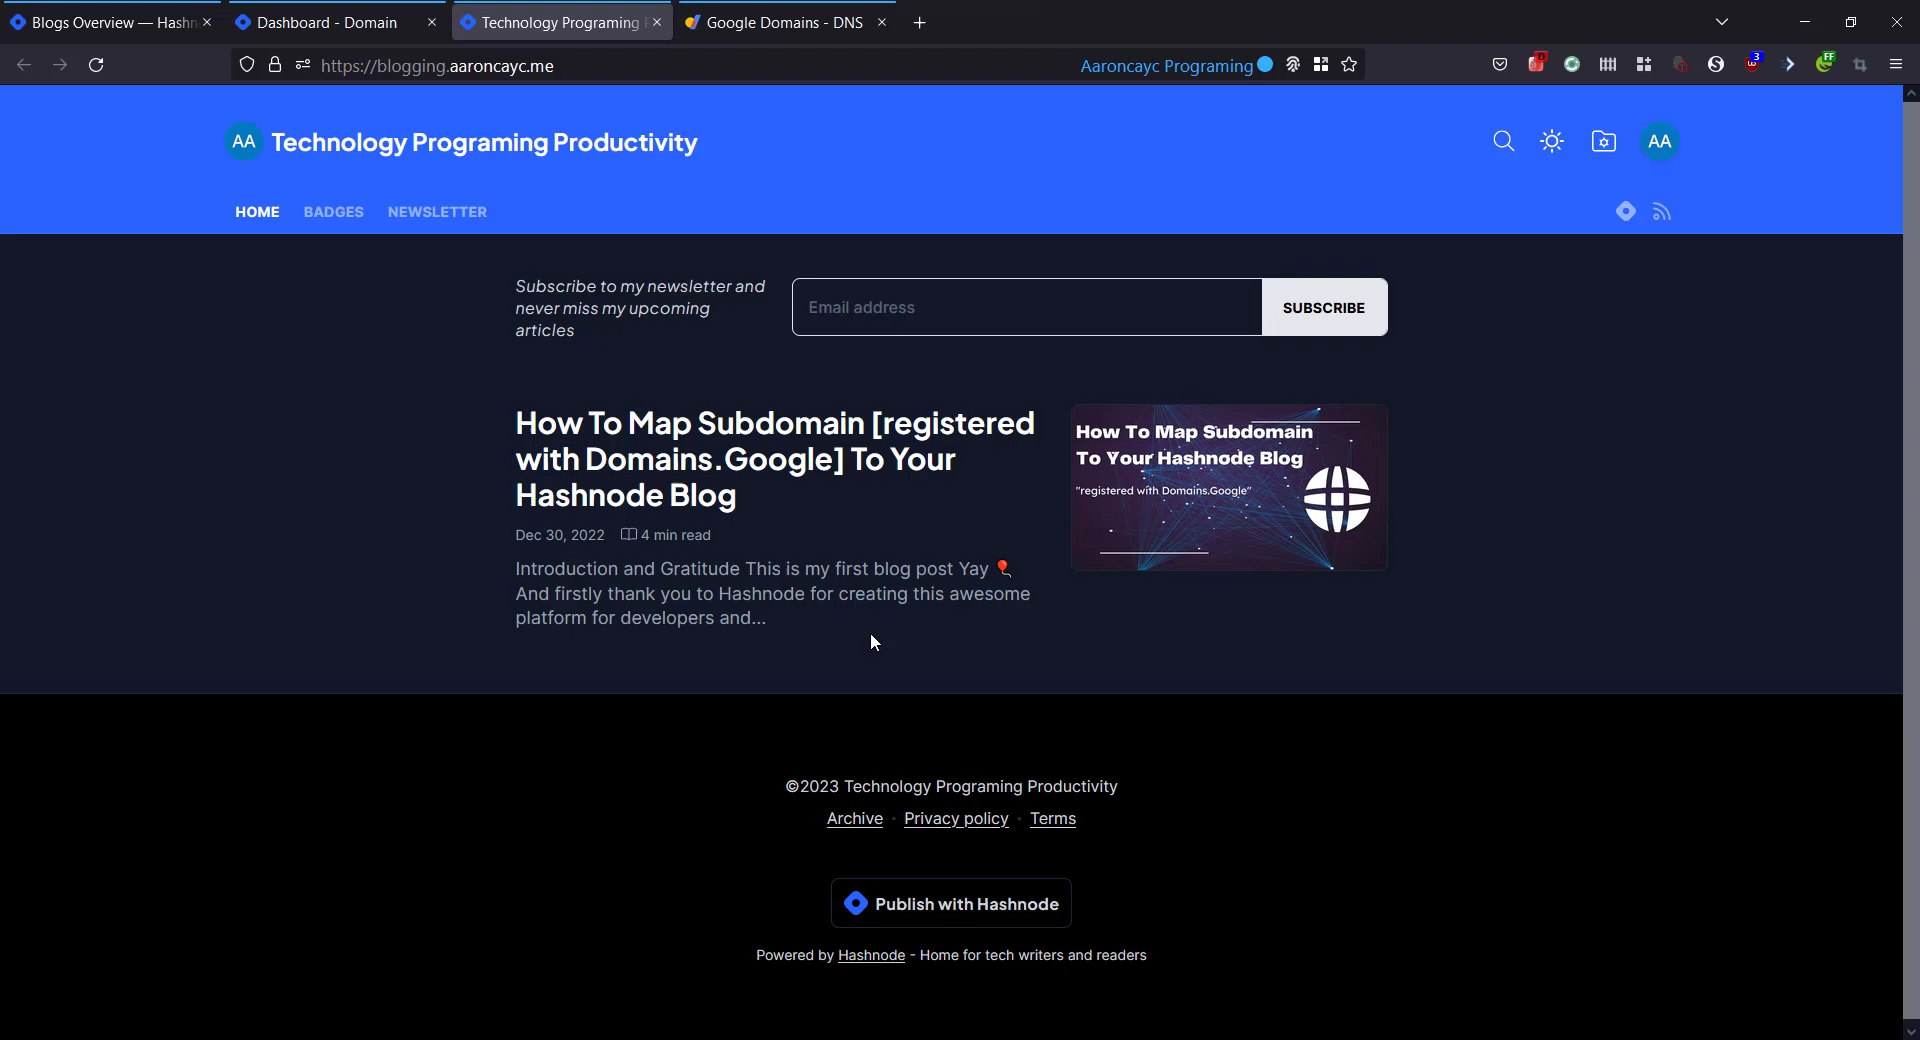 Blogs Overview — Hashn
Dashboard - Domain
Technology Programing
Google Domains - DNS
https://blogging.aaroncayc.me
Aaroncayc Programing
3
FF
AA Technology Programing Productivity
AA
HOME BADGES NEWSLETTER
Subscribe to my newsletter and
never miss my upcoming
articles
Email address
SUBSCRIBE
How To Map Subdomain [registered
with Domains.Google] To Your
Hashnode Blog
Dec 30, 2022 4 min read
Introduction and Gratitude This is my first blog post Yay 🎈
And firstly thank you to Hashnode for creating this awesome
platform for developers and...
How To Map Subdomain
To Your Hashnode Blog
"registered with Domains.Google"
©2023 Technology Programing Productivity
Archive · Privacy policy · Terms
Publish with Hashnode
Powered by Hashnode - Home for tech writers and readers